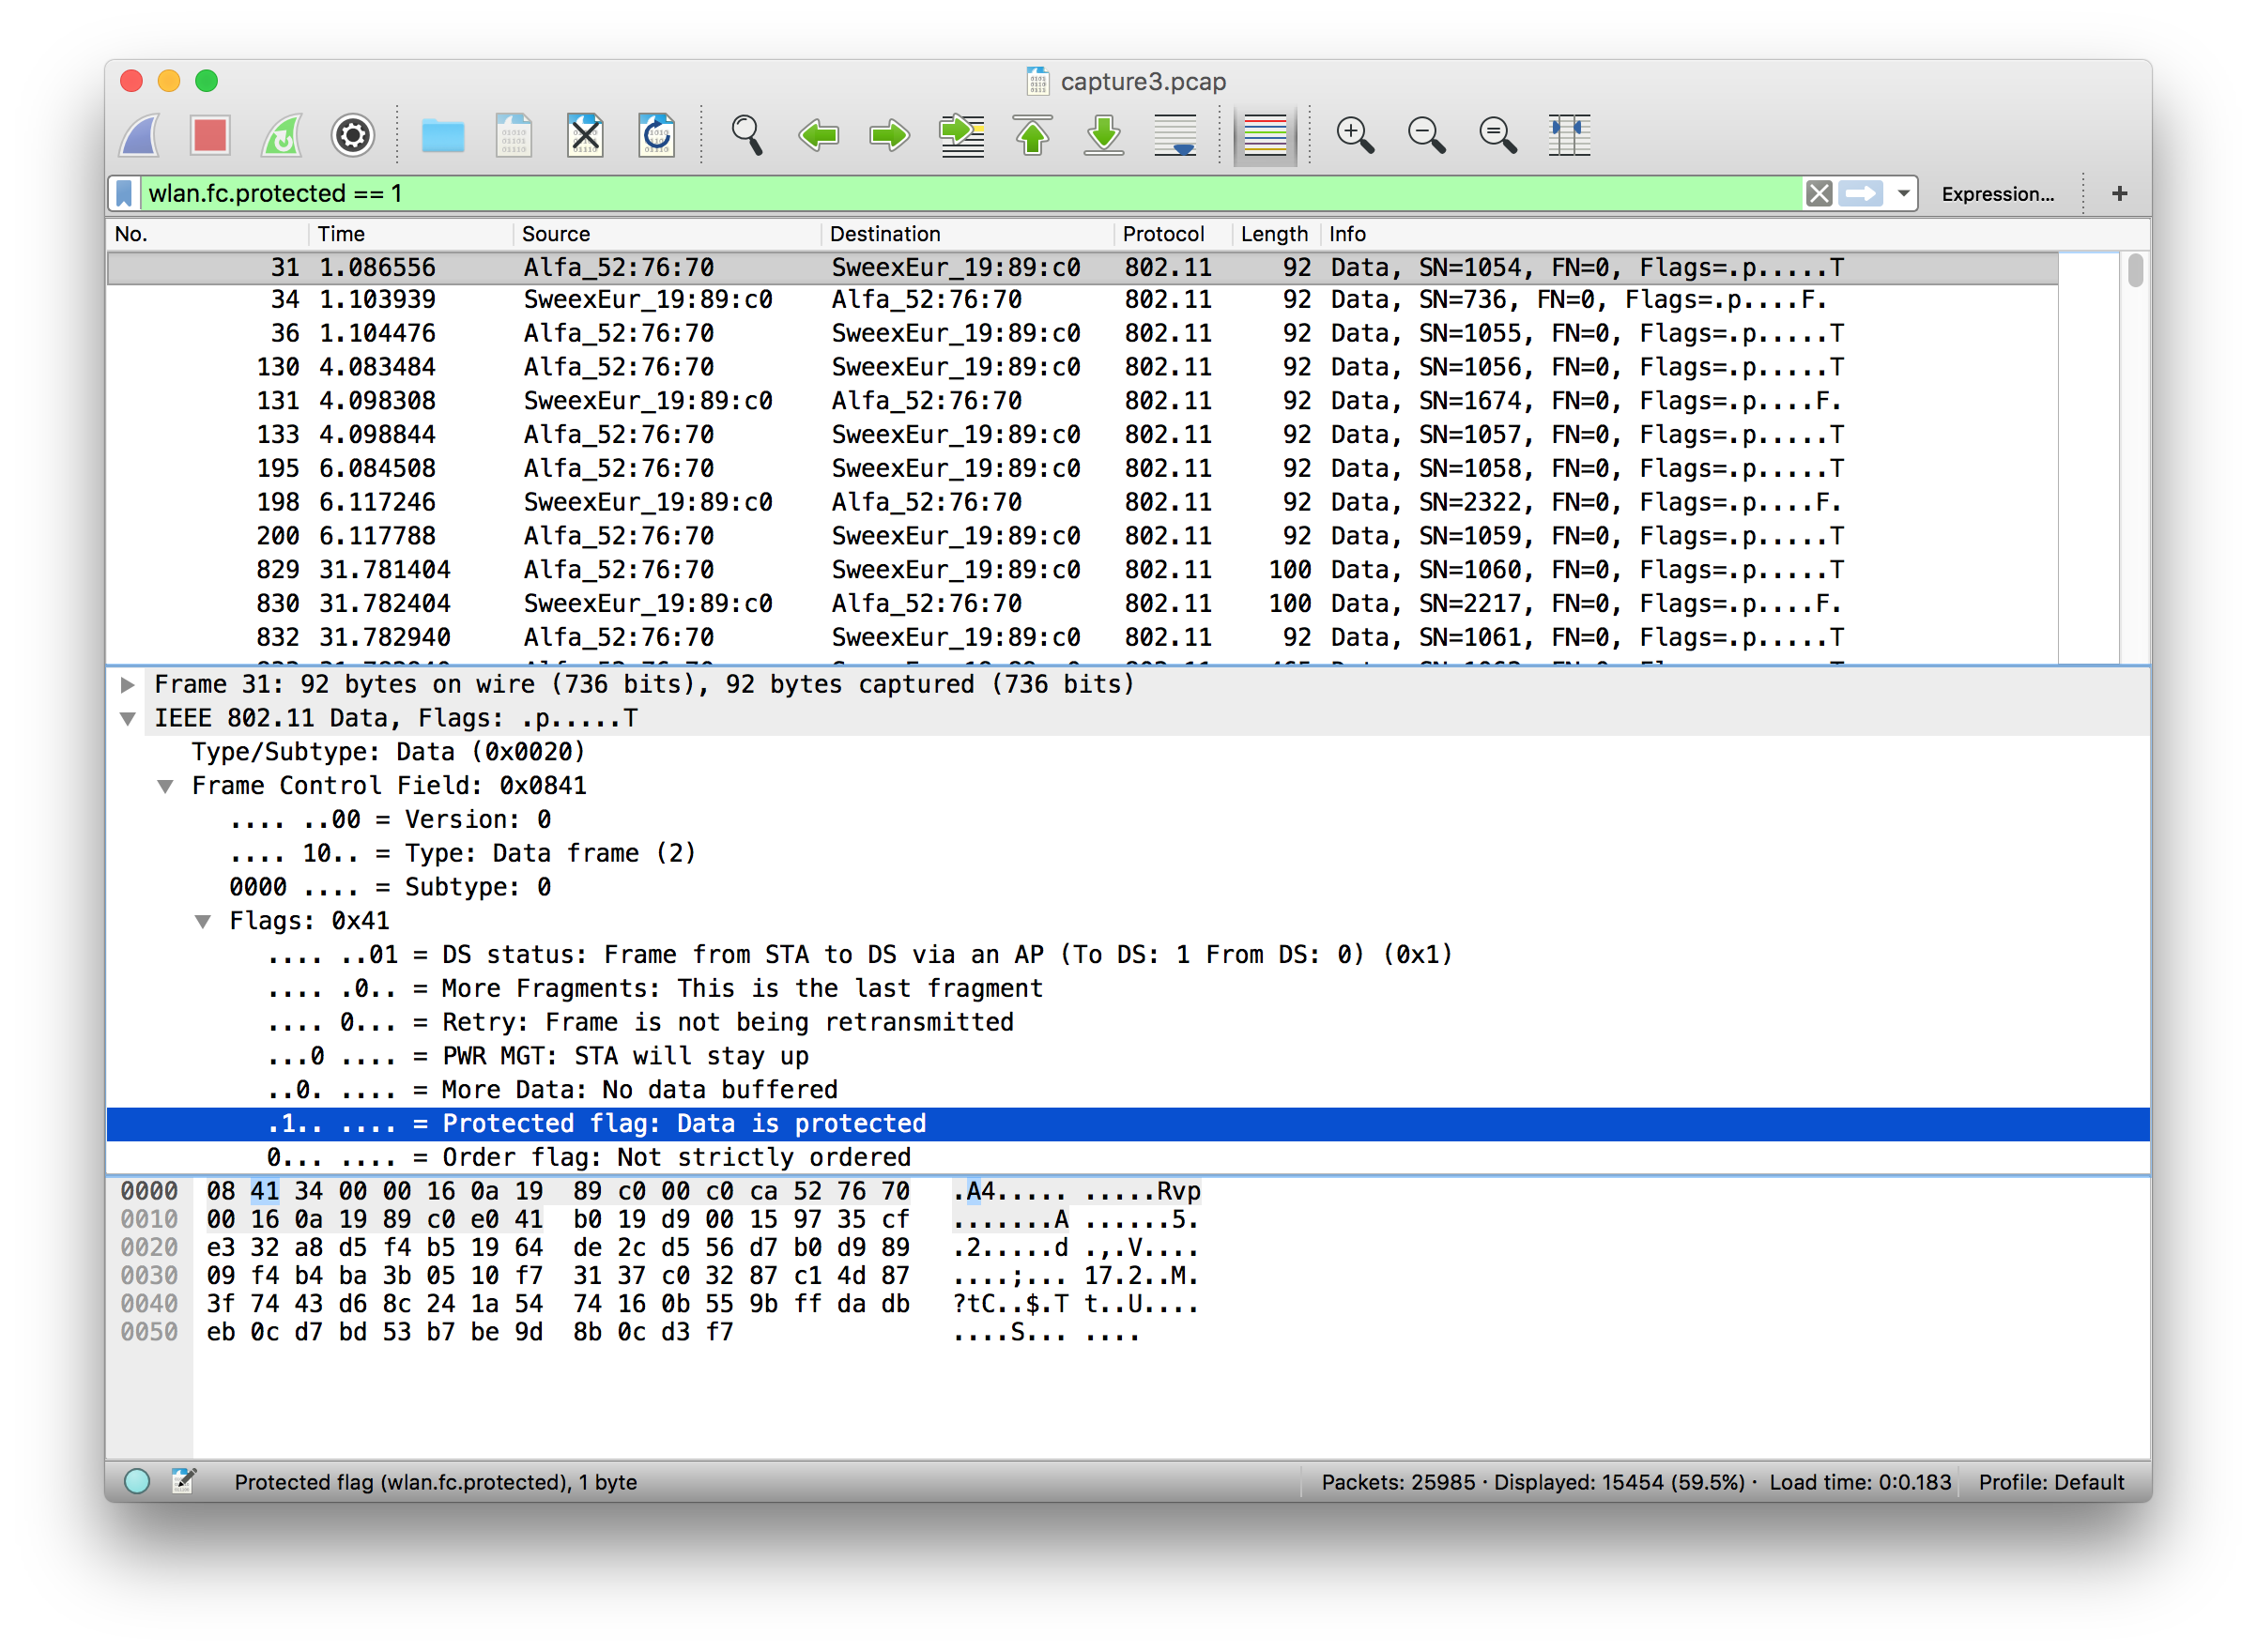 capture3.pcap
wlan.fc.protected == 1
Expression...
+
No. Time Source Destination Protocol Length Info
31 1.086556 Alfa_52:76:70 SweexEur_19:89:c0 802.11 92 Data, SN=1054, FN=0, Flags=.p.....T
34 1.103939 SweexEur_19:89:c0 Alfa_52:76:70 802.11 92 Data, SN=736, FN=0, Flags=.p....F.
36 1.104476 Alfa_52:76:70 SweexEur_19:89:c0 802.11 92 Data, SN=1055, FN=0, Flags=.p.....T
130 4.083484 Alfa_52:76:70 SweexEur_19:89:c0 802.11 92 Data, SN=1056, FN=0, Flags=.p.....T
131 4.098308 SweexEur_19:89:c0 Alfa_52:76:70 802.11 92 Data, SN=1674, FN=0, Flags=.p....F.
133 4.098844 Alfa_52:76:70 SweexEur_19:89:c0 802.11 92 Data, SN=1057, FN=0, Flags=.p.....T
195 6.084508 Alfa_52:76:70 SweexEur_19:89:c0 802.11 92 Data, SN=1058, FN=0, Flags=.p.....T
198 6.117246 SweexEur_19:89:c0 Alfa_52:76:70 802.11 92 Data, SN=2322, FN=0, Flags=.p....F.
200 6.117788 Alfa_52:76:70 SweexEur_19:89:c0 802.11 92 Data, SN=1059, FN=0, Flags=.p.....T
829 31.781404 Alfa_52:76:70 SweexEur_19:89:c0 802.11 100 Data, SN=1060, FN=0, Flags=.p.....T
830 31.782404 SweexEur_19:89:c0 Alfa_52:76:70 802.11 100 Data, SN=2217, FN=0, Flags=.p....F.
832 31.782940 Alfa_52:76:70 SweexEur_19:89:c0 802.11 92 Data, SN=1061, FN=0, Flags=.p.....T
Frame 31: 92 bytes on wire (736 bits), 92 bytes captured (736 bits)
IEEE 802.11 Data, Flags: .p.....T
Type/Subtype: Data (0x0020)
Frame Control Field: 0x0841
.... ..00 = Version: 0
.... 10.. = Type: Data frame (2)
0000 .... = Subtype: 0
Flags: 0x41
.... ..01 = DS status: Frame from STA to DS via an AP (To DS: 1 From DS: 0) (0x1)
.... .0.. = More Fragments: This is the last fragment
.... 0... = Retry: Frame is not being retransmitted
...0 .... = PWR MGT: STA will stay up
..0. .... = More Data: No data buffered
.1.. .... = Protected flag: Data is protected
0... .... = Order flag: Not strictly ordered
0000 08 41 34 00 00 16 0a 19 89 c0 00 c0 ca 52 76 70 .A4..... .....Rvp
0010 00 16 0a 19 89 c0 e0 41 b0 19 d9 00 15 97 35 cf .......A ......5.
0020 e3 32 a8 d5 f4 b5 19 64 de 2c d5 56 d7 b0 d9 89 .2.....d .,.V....
0030 09 f4 b4 ba 3b 05 10 f7 31 37 c0 32 87 c1 4d 87 ....;... 17.2..M.
0040 3f 74 43 d6 8c 24 1a 54 74 16 0b 55 9b ff da db ?tC..$.T t..U....
0050 eb 0c d7 bd 53 b7 be 9d 8b 0c d3 f7 ....S... ....
Protected flag (wlan.fc.protected), 1 byte
Packets: 25985 · Displayed: 15454 (59.5%) · Load time: 0:0.183
Profile: Default